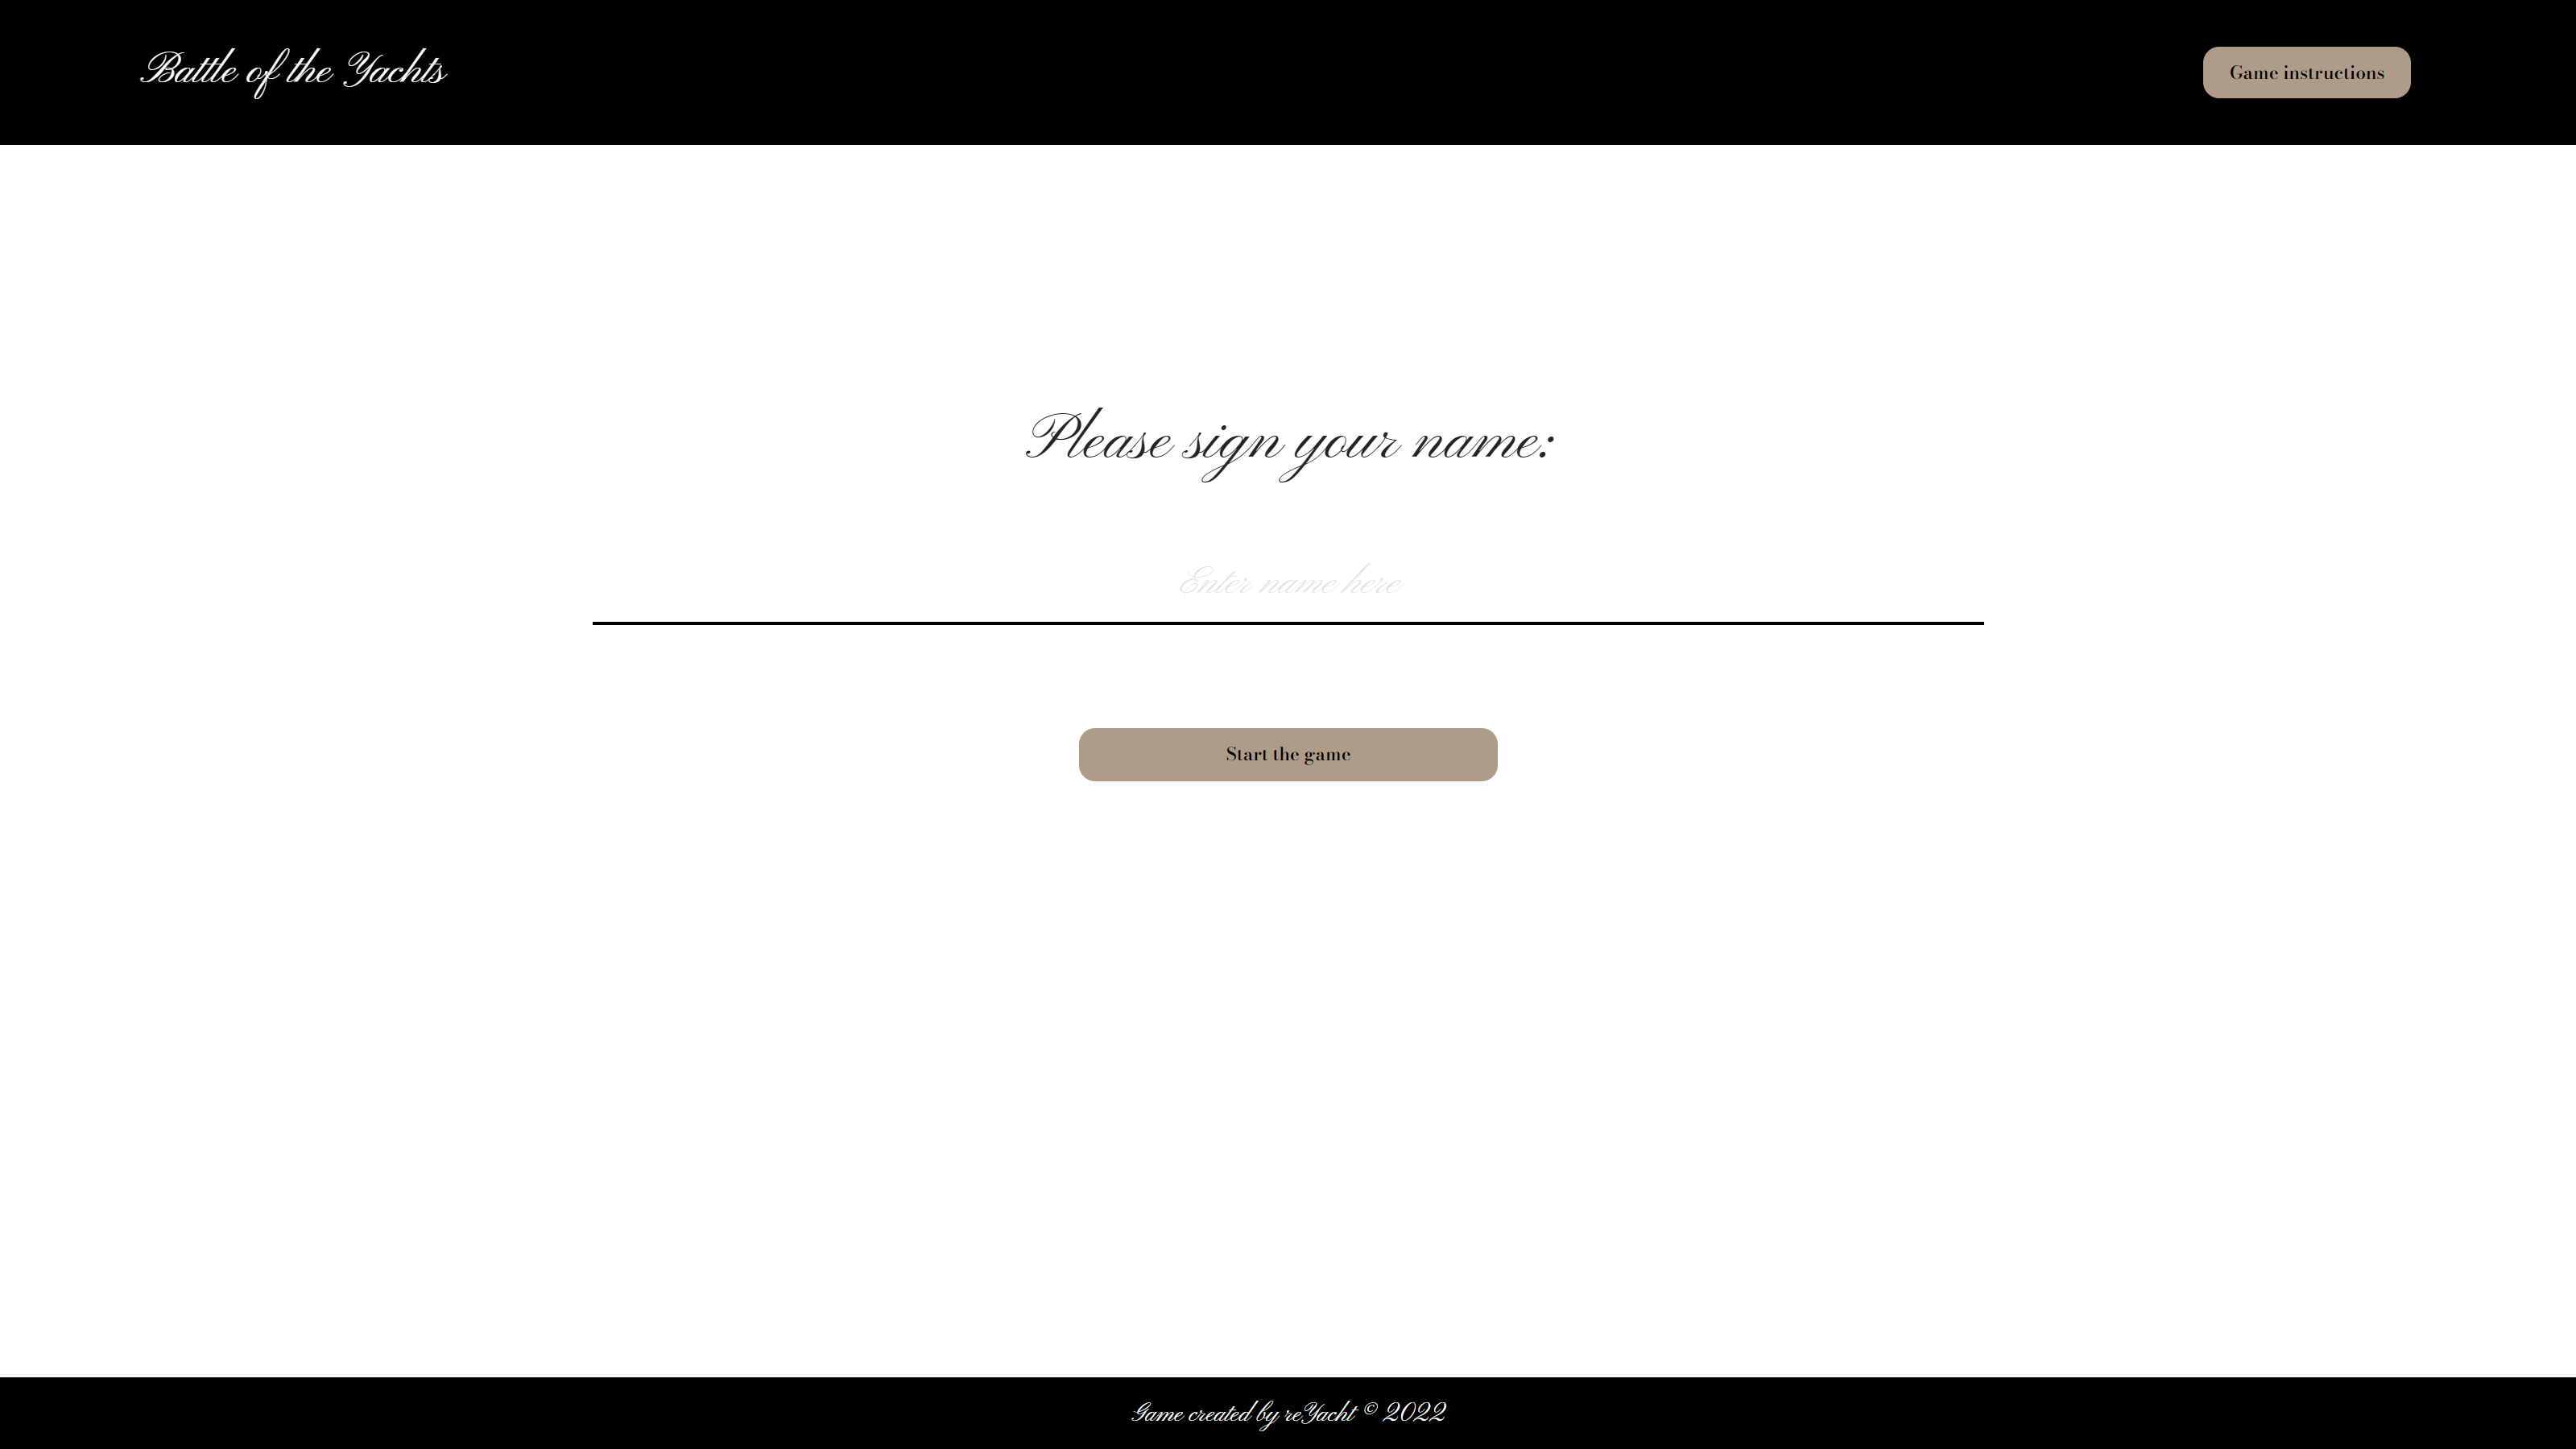 Battle of the Yachts
Game instructions
Please sign your name:
Enter name here
Start the game
Game created by reYacht © 2022